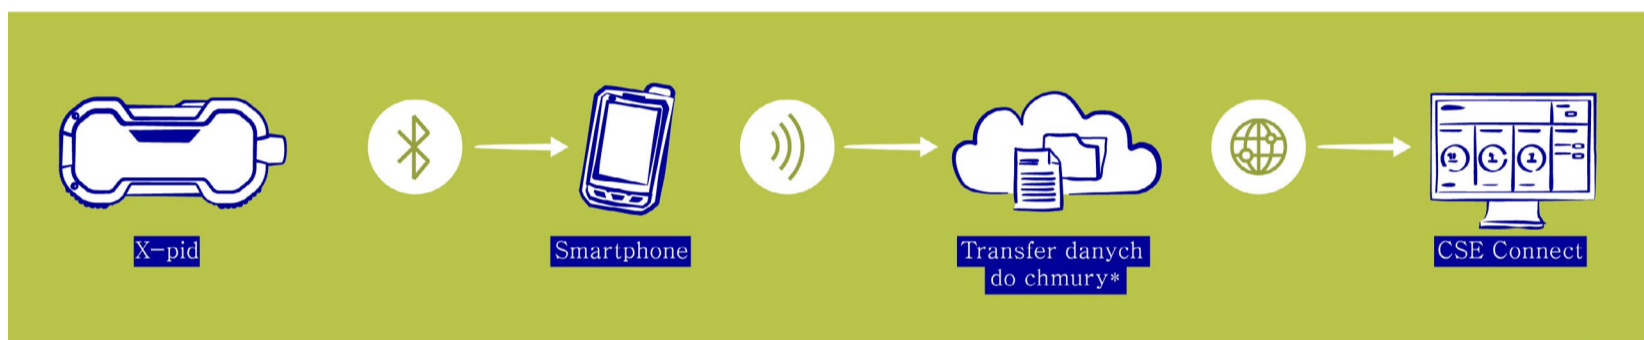 X-pid
Smartphone
Transfer danych
do chmury*
CSE Connect